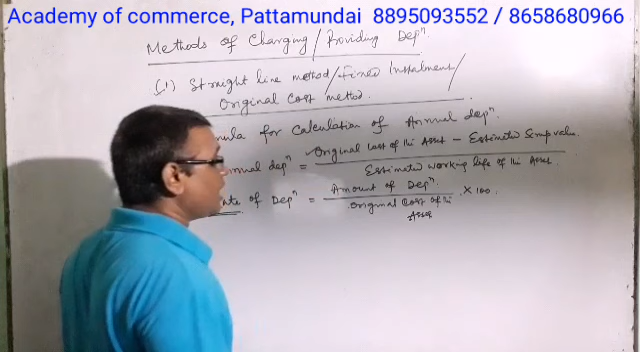 Academy of commerce, Pattamundai 8895093552 / 8658680966
Methods of Charging / Providing Depn.
(1) Straight line method / Fixed Instalment /
Original Cost method.
mula for Calculation of Annual depn.
nnual depn = Original Cost of the Asset - Estimated Scrap value
Estimated working life of the Asset.
ate of Depn = Amount of Depn. × 100.
Original Cost of the
Asset